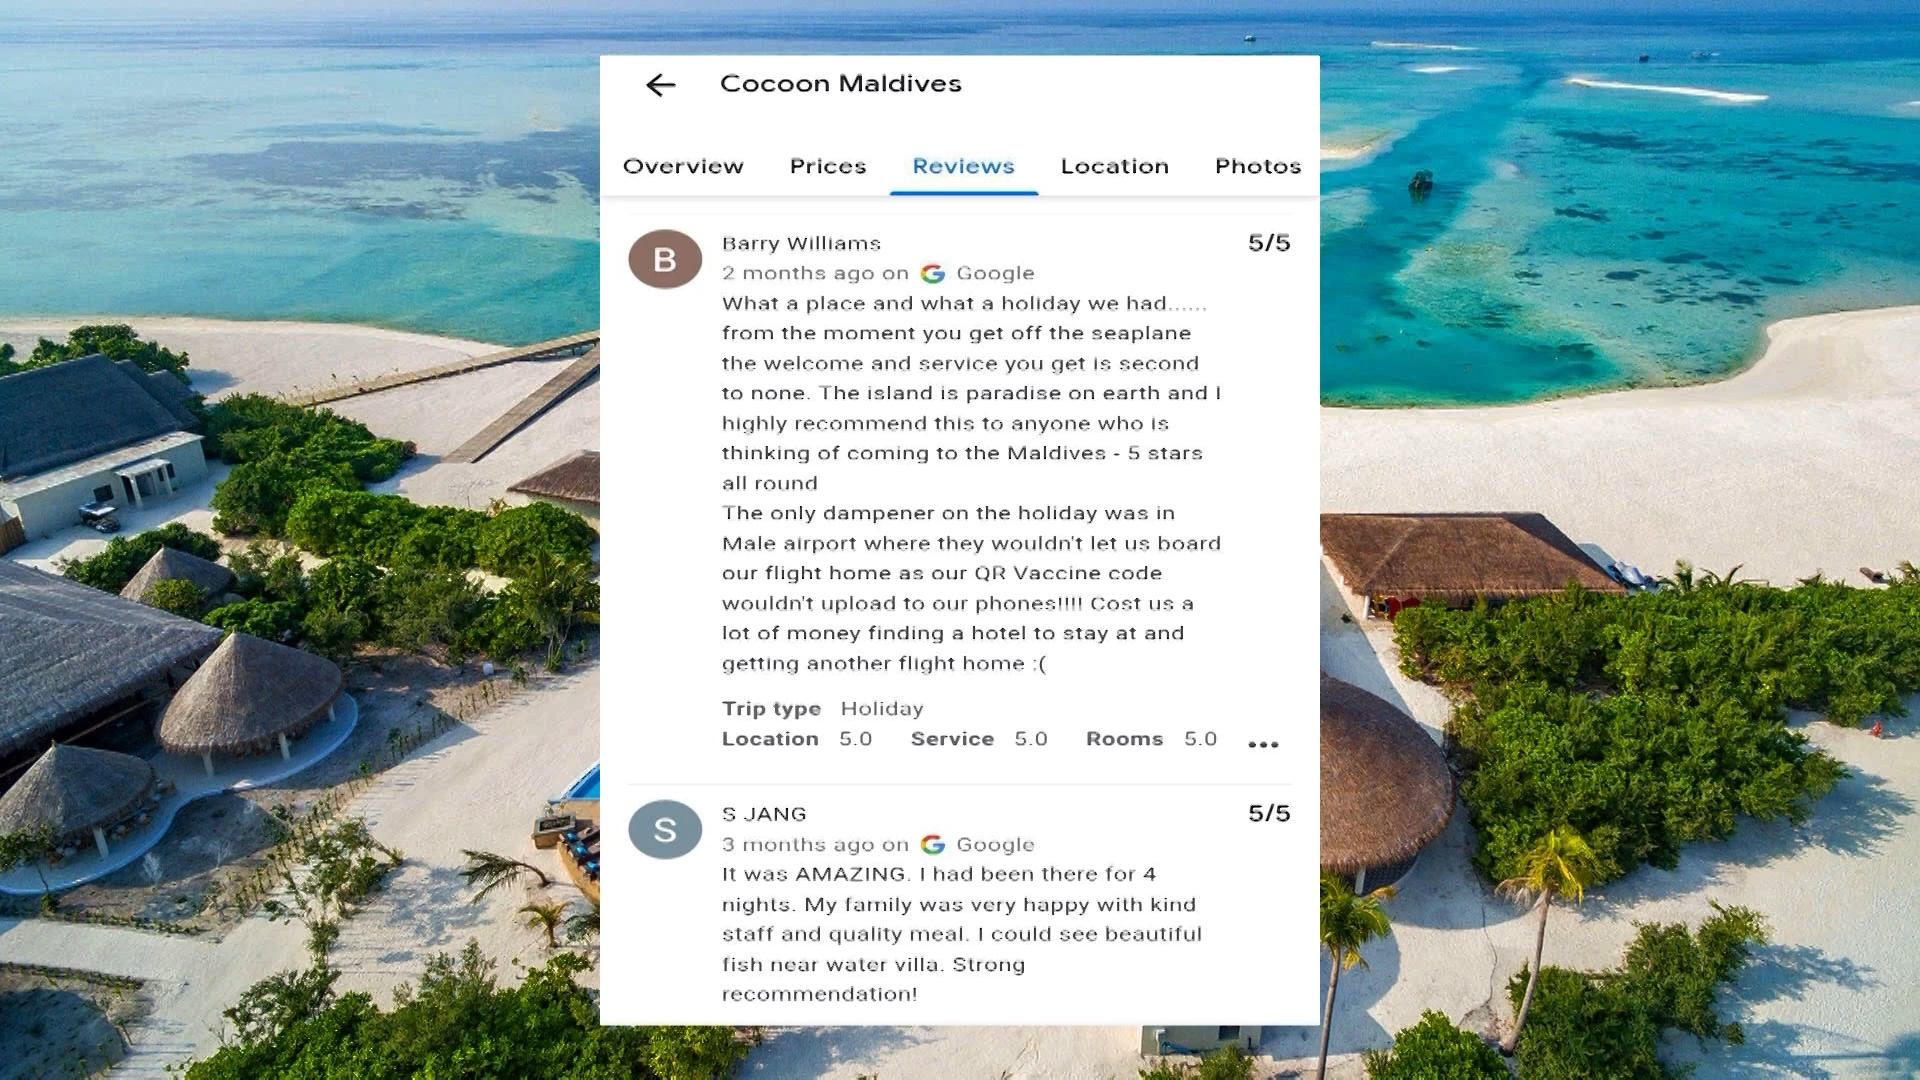 Cocoon Maldives
Overview Prices Reviews Location Photos
B
Barry Williams 5/5
2 months ago on Google
What a place and what a holiday we had......
from the moment you get off the seaplane
the welcome and service you get is second
to none. The island is paradise on earth and I
highly recommend this to anyone who is
thinking of coming to the Maldives - 5 stars
all round
The only dampener on the holiday was in
Male airport where they wouldn't let us board
our flight home as our QR Vaccine code
wouldn't upload to our phones!!!! Cost us a
lot of money finding a hotel to stay at and
getting another flight home :(
Trip type Holiday
Location 5.0 Service 5.0 Rooms 5.0
S
S JANG 5/5
3 months ago on Google
It was AMAZING. I had been there for 4
nights. My family was very happy with kind
staff and quality meal. I could see beautiful
fish near water villa. Strong
recommendation!